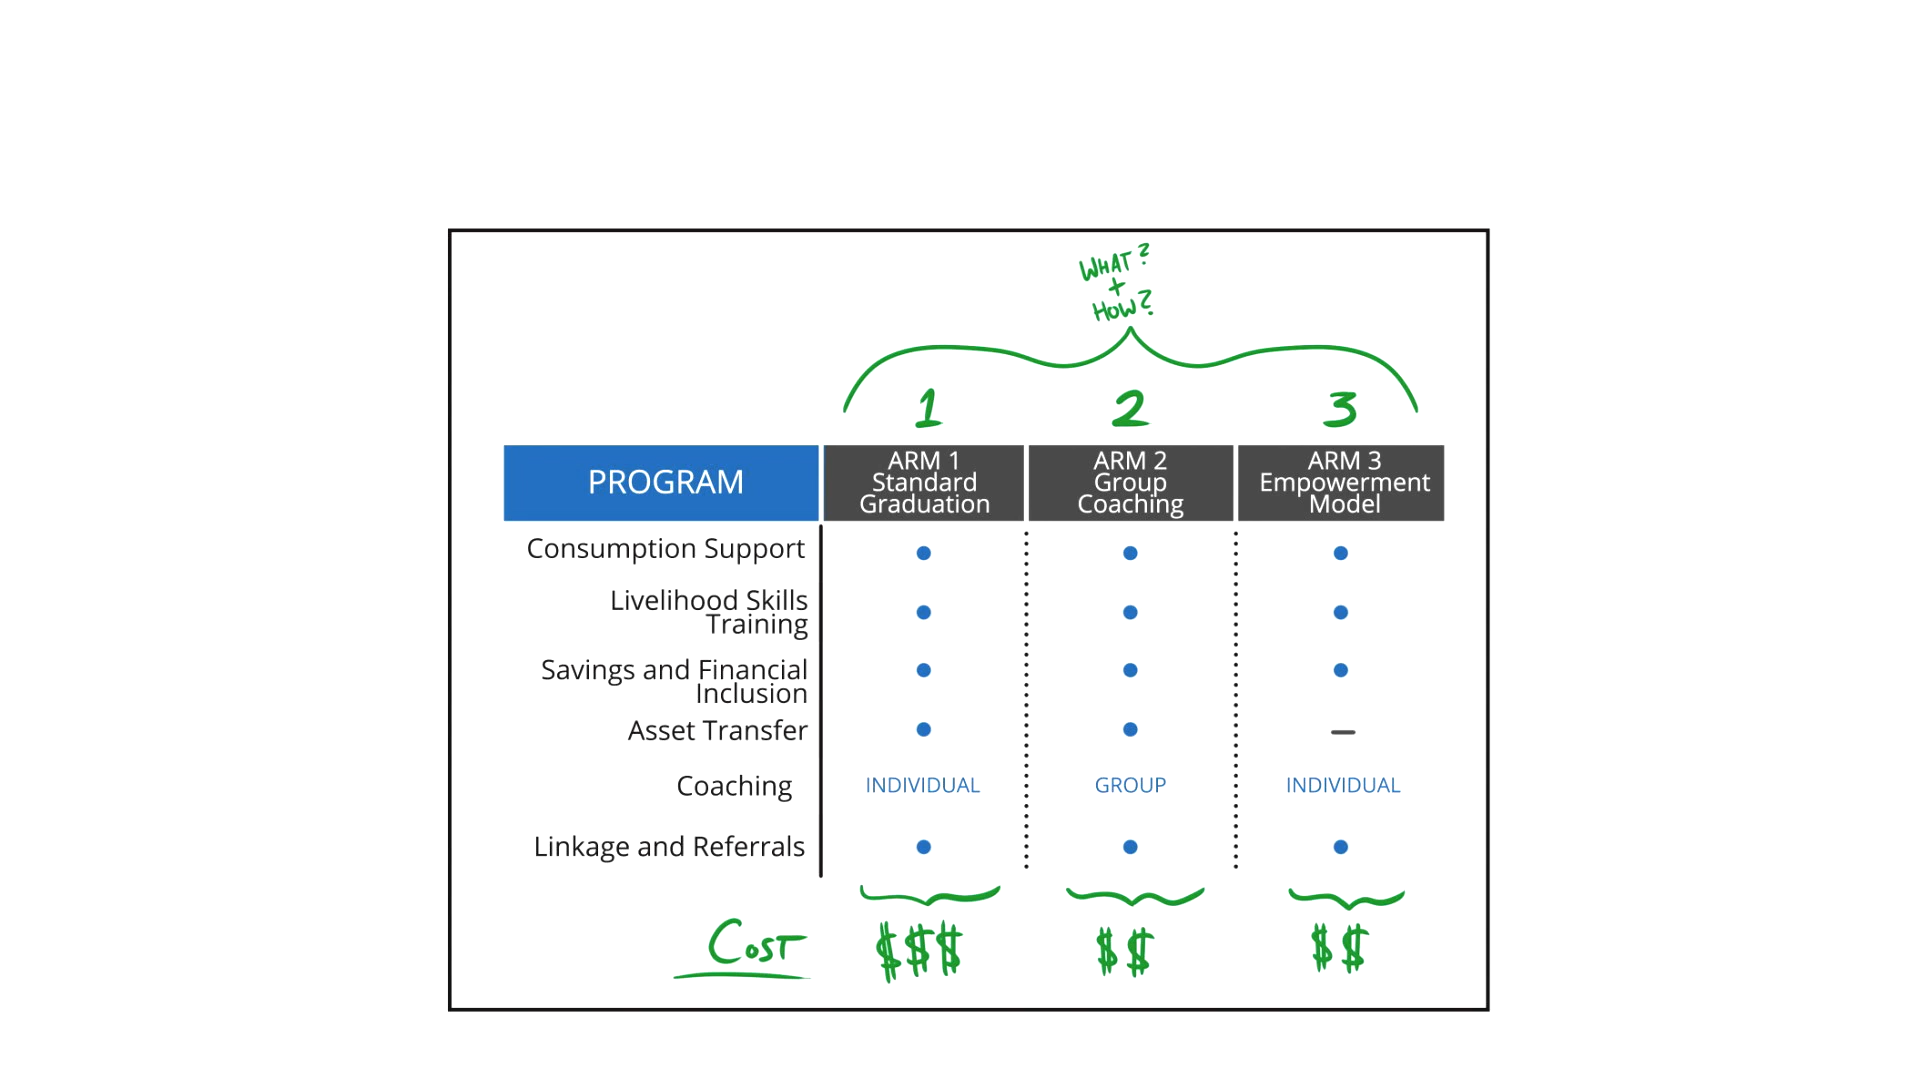 WHAT?
+
HOW?
1 2 3
PROGRAM
ARM 1
Standard
Graduation
ARM 2
Group
Coaching
ARM 3
Empowerment
Model
Consumption Support
Livelihood Skills
Training
Savings and Financial
Inclusion
Asset Transfer –
Coaching INDIVIDUAL GROUP INDIVIDUAL
Linkage and Referrals
COST $$$ $$ $$